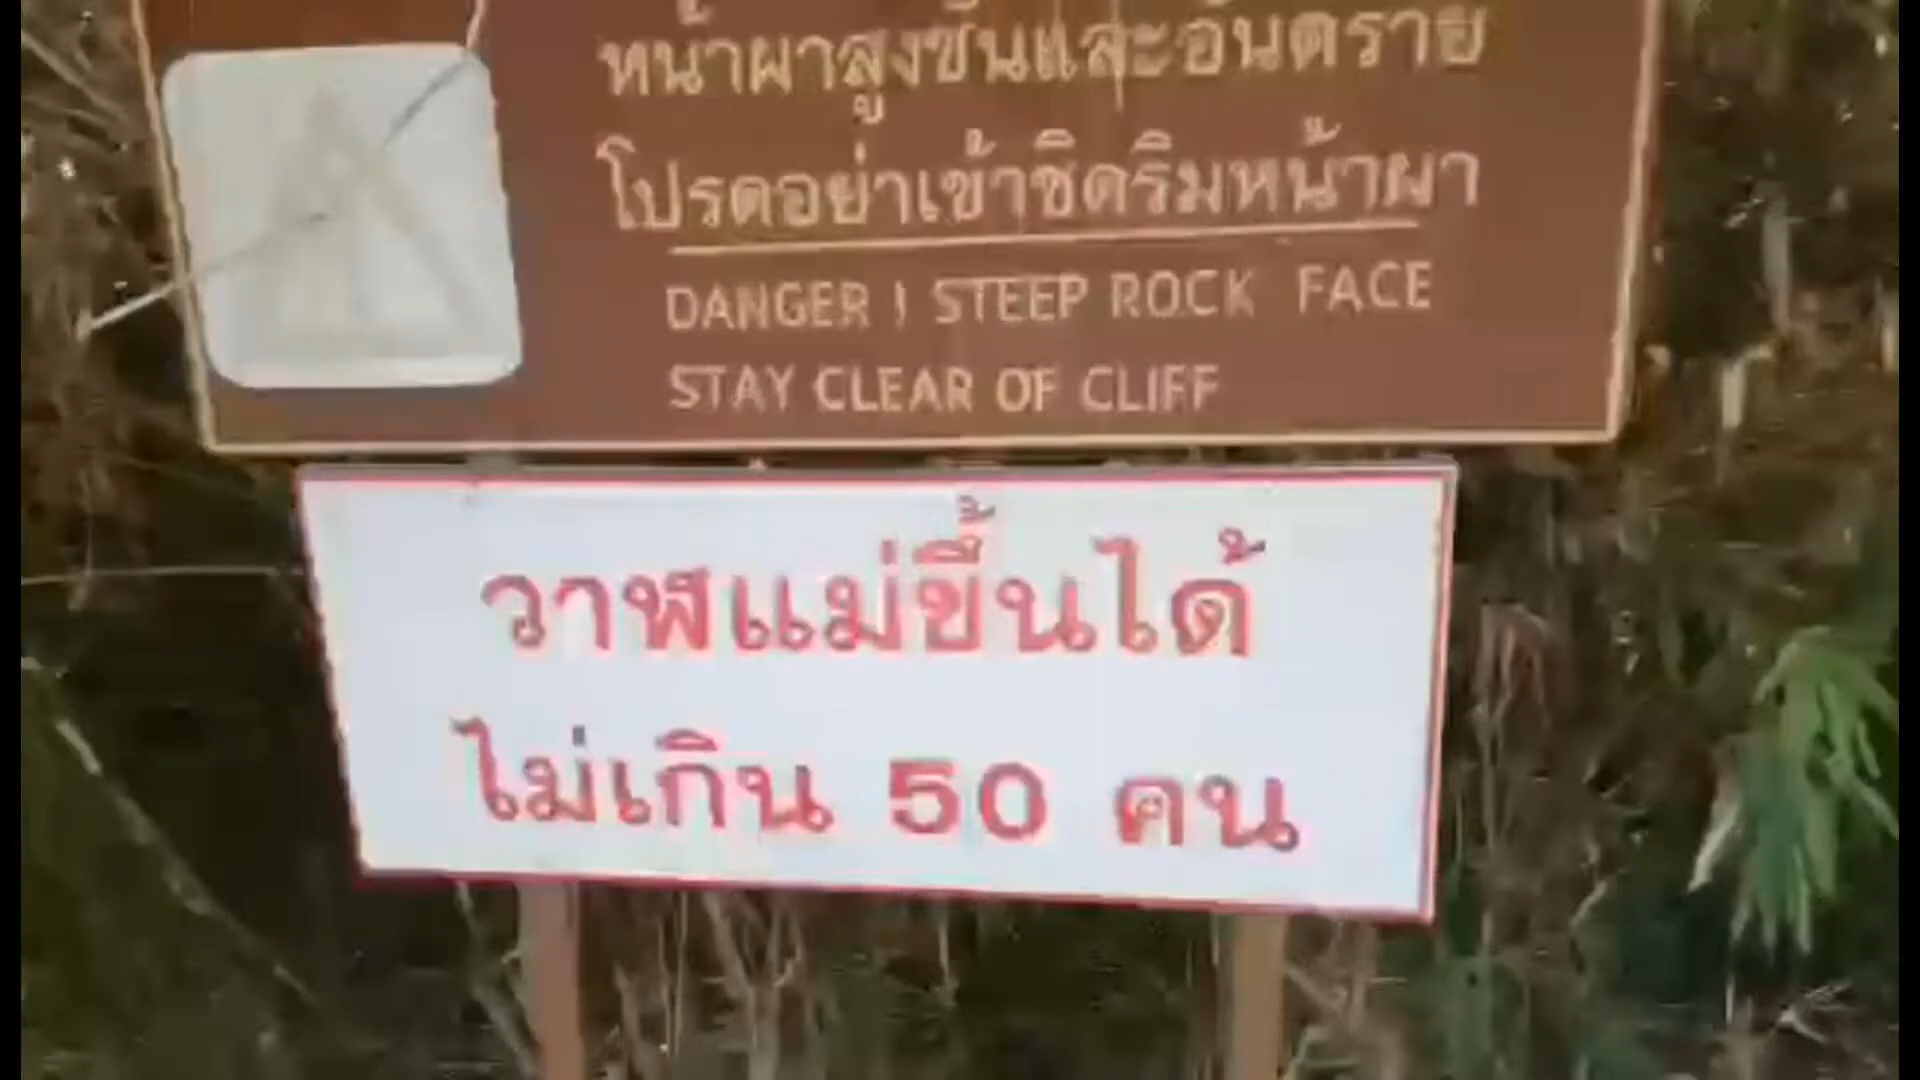 หน้าผาสูงชันและอันตราย
โปรดอย่าเข้าชิดริมหน้าผา
DANGER ! STEEP ROCK FACE
STAY CLEAR OF CLIFF
วาฬแม่ขึ้นได้
ไม่เกิน 50 คน